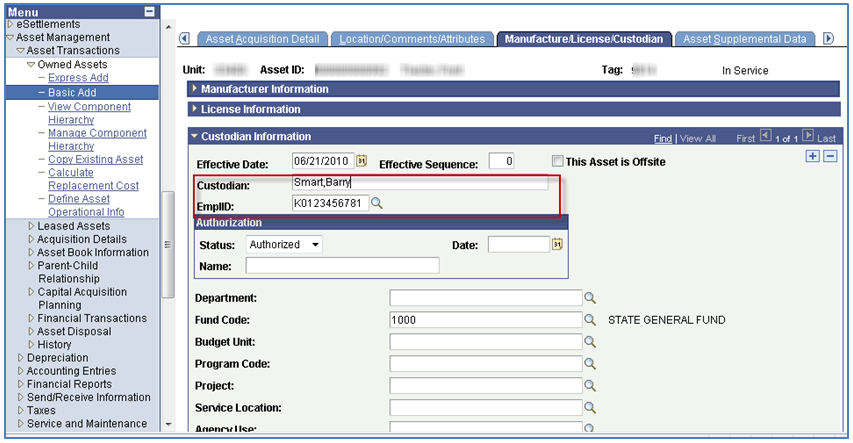 Menu
eSettlements
Asset Management
Asset Transactions
Owned Assets
Express Add
Basic Add
View Component
Hierarchy
Manage Component
Hierarchy
Copy Existing Asset
Calculate
Replacement Cost
Define Asset
Operational Info
Leased Assets
Acquisition Details
Asset Book Information
Parent-Child
Relationship
Capital Acquisition
Planning
Financial Transactions
Asset Disposal
History
Depreciation
Accounting Entries
Financial Reports
Send/Receive Information
Taxes
Service and Maintenance
Asset Acquisition Detail Location/Comments/Attributes Manufacture/License/Custodian Asset Supplemental Data
Unit: Asset ID: Tag: In Service
Manufacturer Information
License Information
Custodian Information Find | View All First 1 of 1 Last
Effective Date: 06/21/2010 Effective Sequence: 0 This Asset is Offsite
Custodian: Smart,Barry
EmplID: K0123456781
Authorization
Status: Authorized Date:
Name:
Department:
Fund Code: 1000 STATE GENERAL FUND
Budget Unit:
Program Code:
Project:
Service Location:
Agency Use: